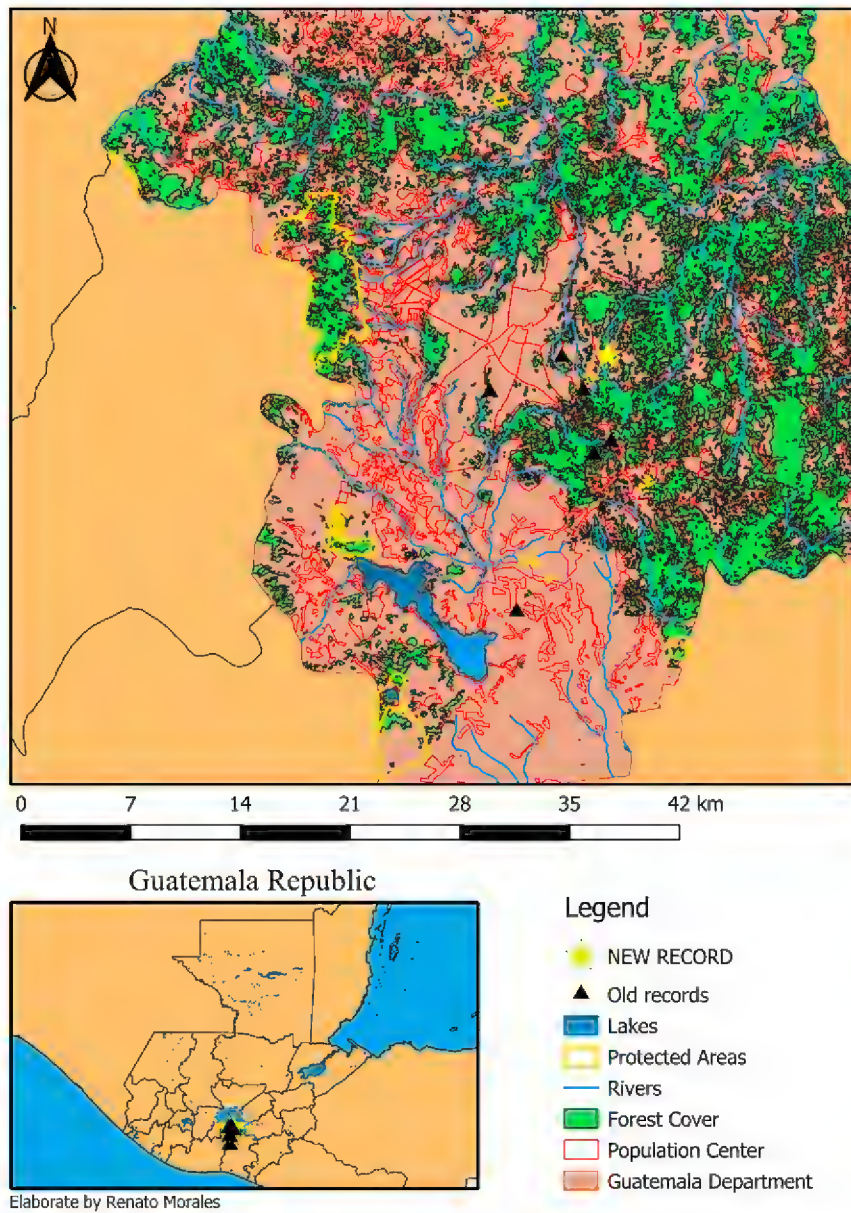 N
0 7 14 21 28 35 42 km
Guatemala Republic
Legend
NEW RECORD
Old records
Lakes
Protected Areas
Rivers
Forest Cover
Population Center
Guatemala Department
Elaborate by Renato Morales